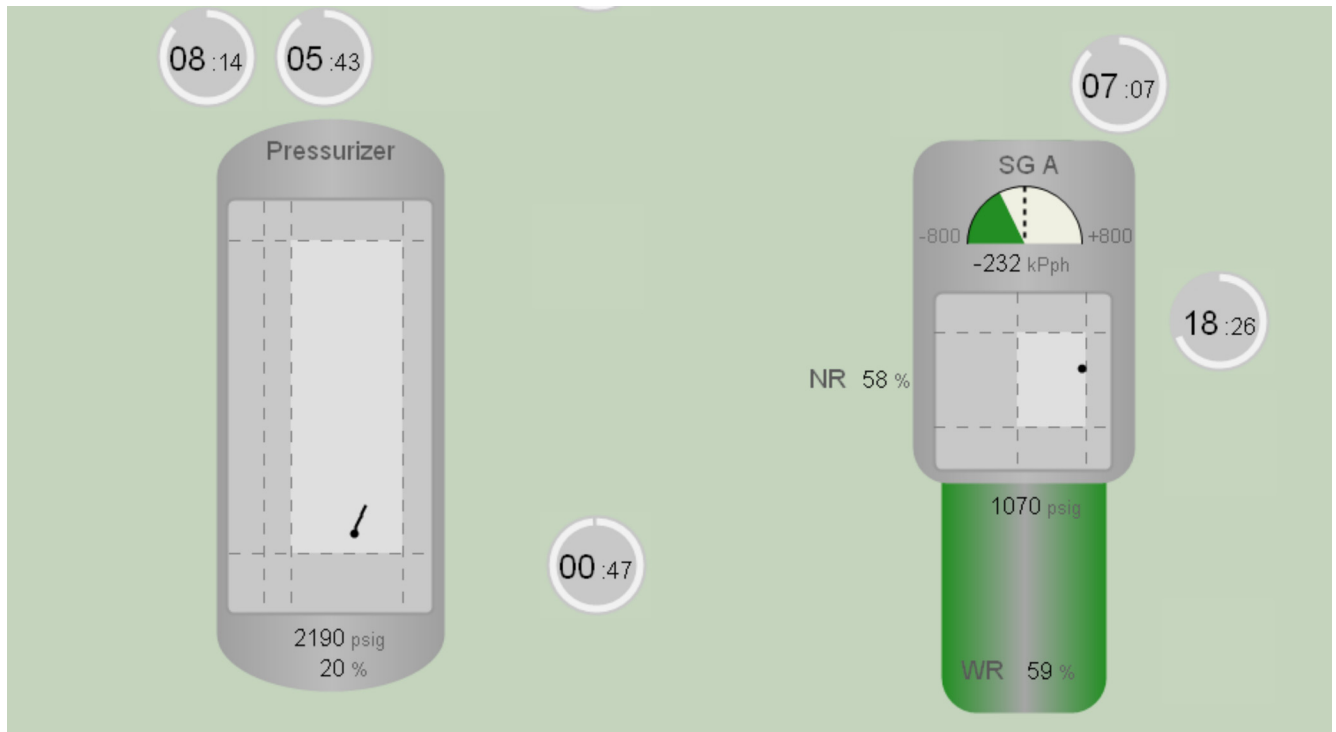 08 :14
05 :43
07 :07
Pressurizer
SG A
-800
+800
-232 kPph
18 :26
NR 58 %
1070 psig
00 :47
2190 psig
20 %
WR 59 %